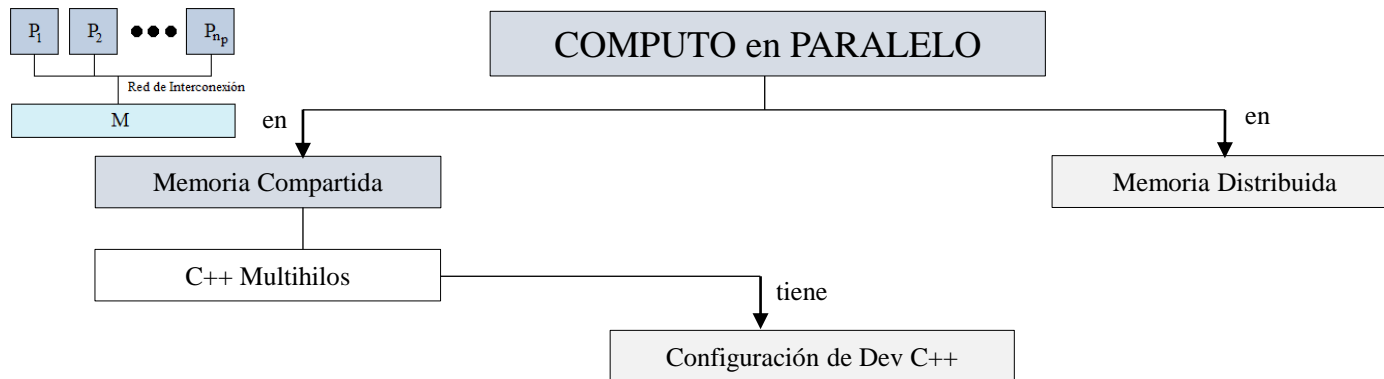 P1 P2 ●●● Pnp
COMPUTO en PARALELO
Red de Interconexión
M
en
en
Memoria Compartida
Memoria Distribuida
C++ Multihilos
tiene
Configuración de Dev C++